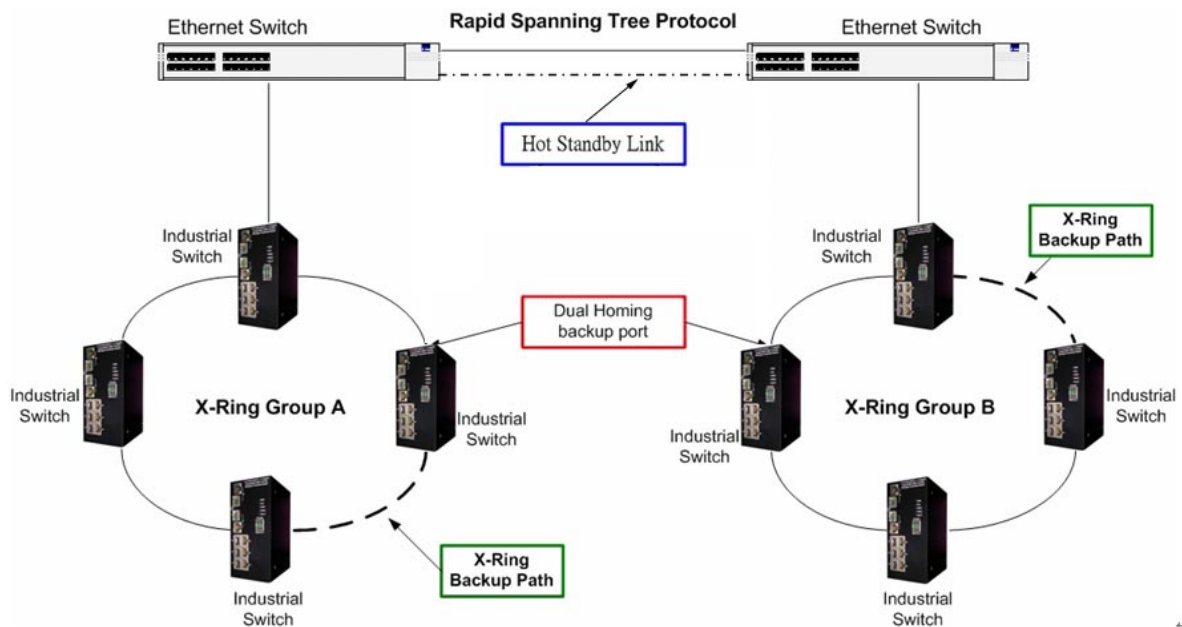 Rapid Spanning Tree Protocol
Ethernet Switch
Ethernet Switch
Hot Standby Link
Industrial
Switch
Industrial
Switch
X-Ring
Backup Path
Dual Homing
backup port
Industrial
Switch
X-Ring Group A
Industrial
Switch
Industrial
Switch
X-Ring Group B
Industrial
Switch
X-Ring
Backup Path
Industrial
Switch
Industrial
Switch